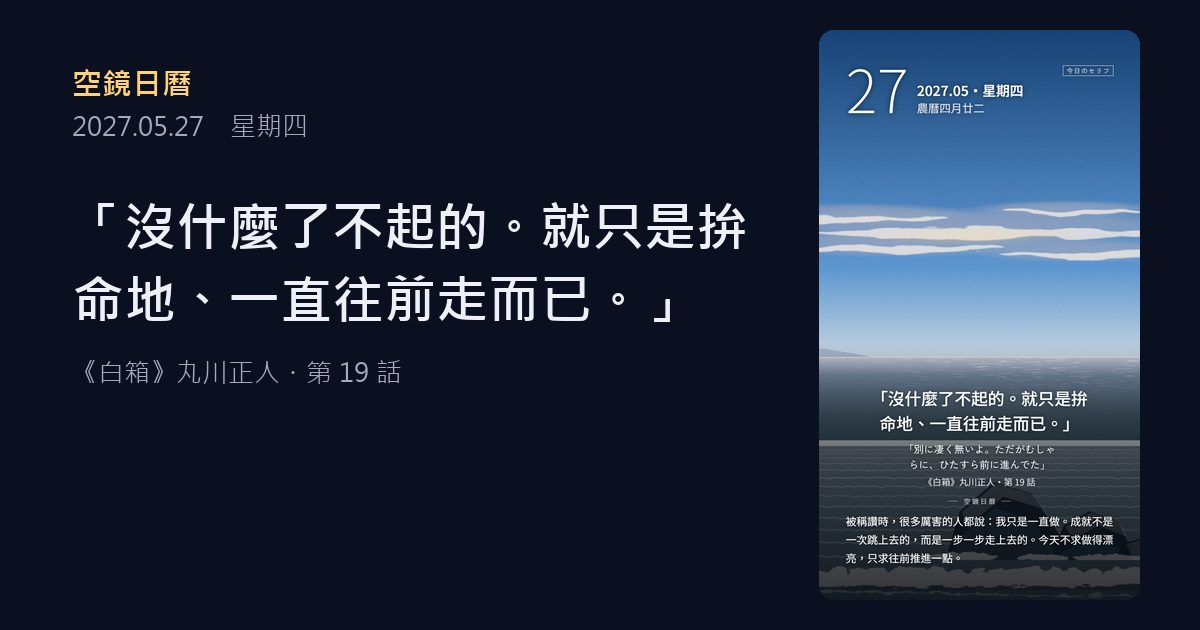 空鏡日曆
2027.05.27 星期四
「沒什麼了不起的。就只是拚
命地、一直往前走而已。」
《白箱》丸川正人·第 19 話
27
2027.05・星期四
農曆四月廿二
今日のセリフ
「沒什麼了不起的。就只是拚
命地、一直往前走而已。」
「別に凄く無いよ。ただがむしゃ
らに、ひたすら前に進んでた」
《白箱》丸川正人・第 19 話
— 空鏡日曆 —
被稱讚時，很多厲害的人都說：我只是一直做。成就不是
一次跳上去的，而是一步一步走上去的。今天不求做得漂
亮，只求往前推進一點。